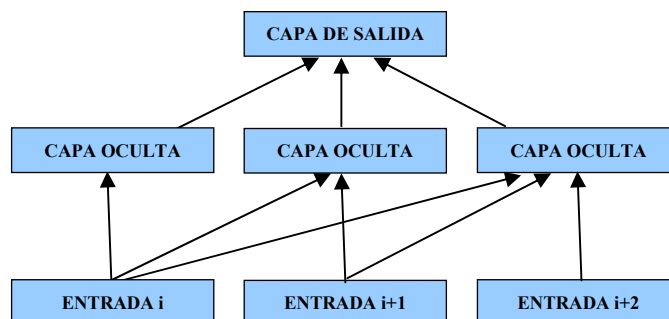 CAPA DE SALIDA
CAPA OCULTA
CAPA OCULTA
CAPA OCULTA
ENTRADA i
ENTRADA i+1
ENTRADA i+2